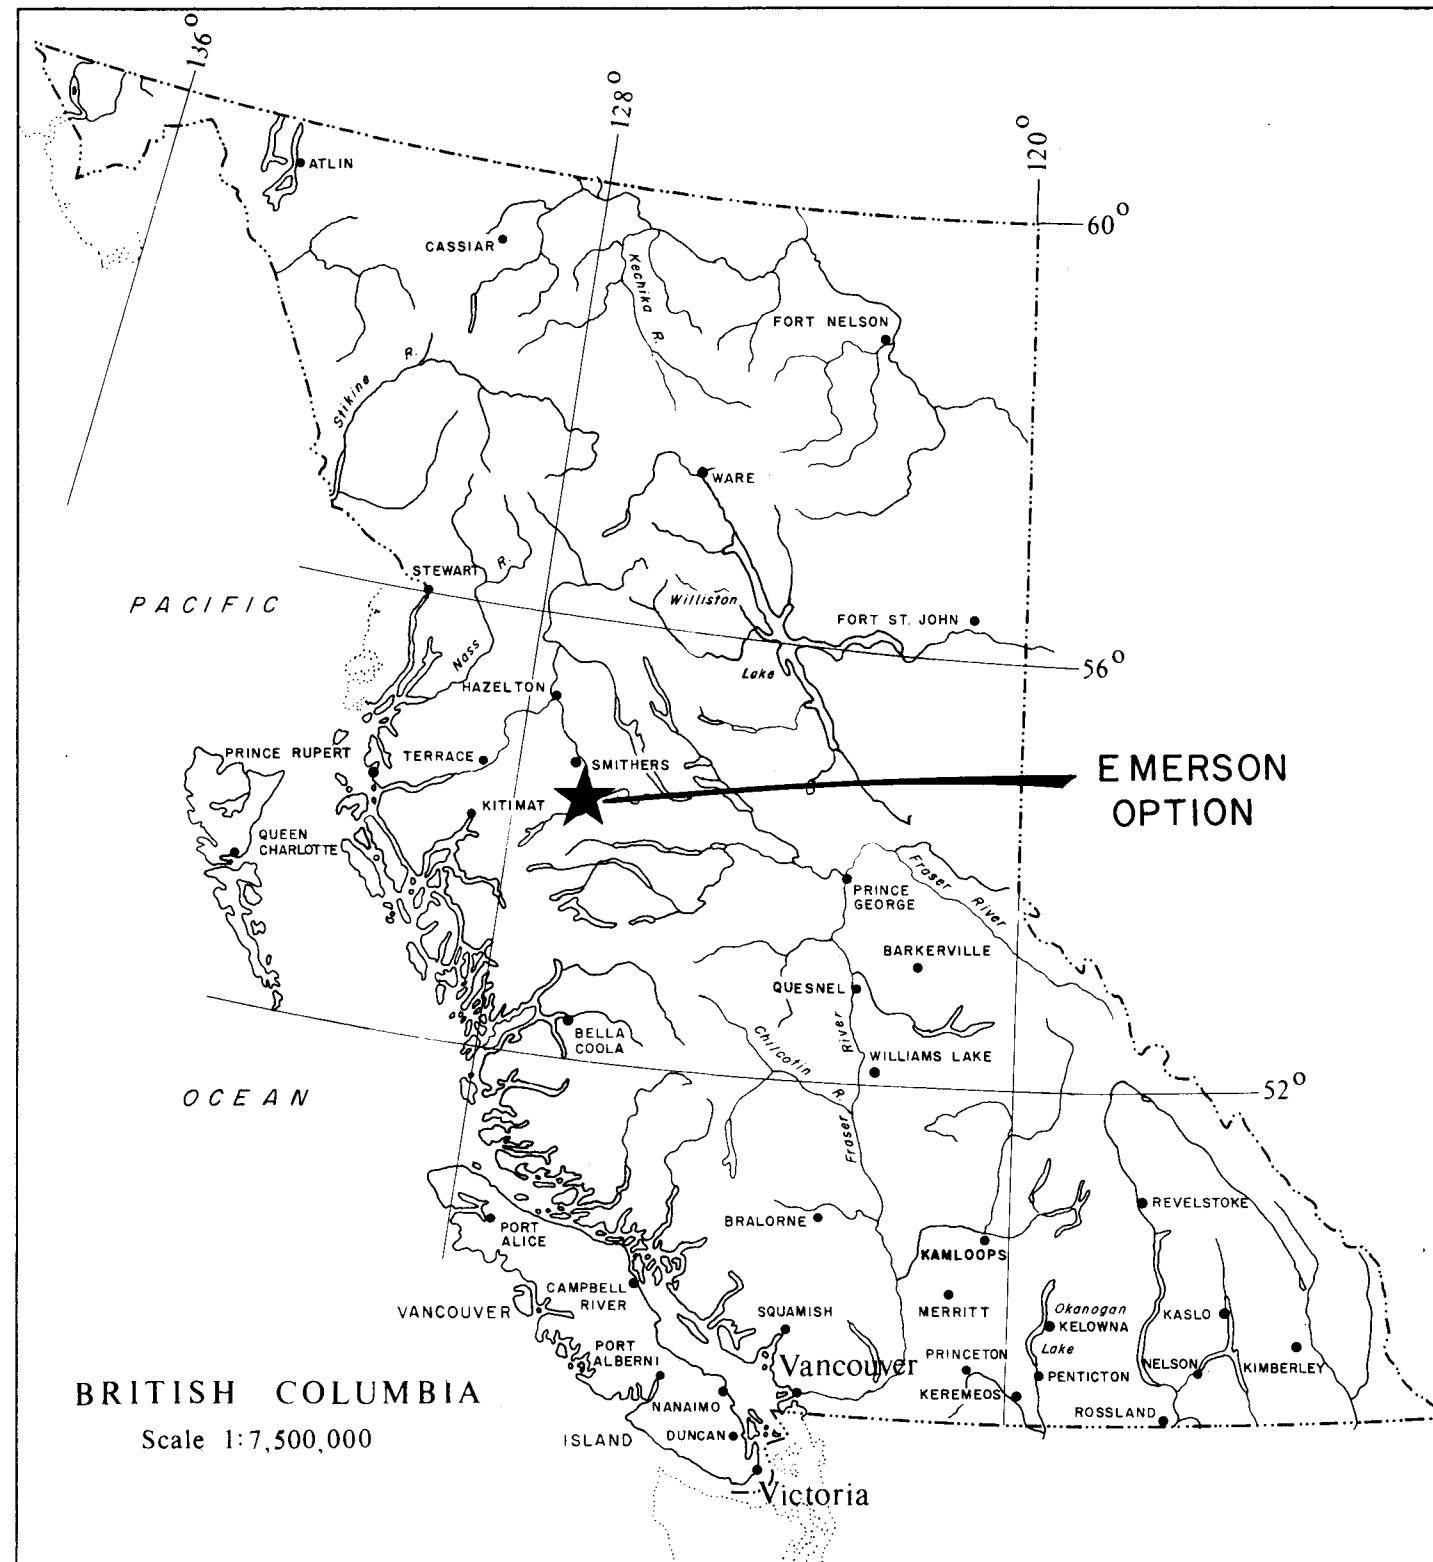 136°
128°
120°
ATLIN
60°
CASSIAR
Kechika R.
FORT NELSON
Stikine R.
WARE
STEWART
R.
PACIFIC
Williston
FORT ST. JOHN
Nass
56°
Lake
HAZELTON
PRINCE RUPERT
TERRACE
SMITHERS
EMERSON
OPTION
KITIMAT
QUEEN
CHARLOTTE
Fraser River
PRINCE
GEORGE
BARKERVILLE
QUESNEL
BELLA
COOLA
Chilcotin R.
River
WILLIAMS LAKE
OCEAN
52°
Fraser
REVELSTOKE
PORT
ALICE
BRALORNE
KAMLOOPS
CAMPBELL
RIVER
VANCOUVER
SQUAMISH
MERRITT
Okanogan
KELOWNA
KASLO
Lake
PORT
ALBERNI
Vancouver
PRINCETON
PENTICTON
NELSON
KIMBERLEY
BRITISH COLUMBIA
NANAIMO
KEREMEOS
ROSSLAND
Scale 1:7,500,000
ISLAND
DUNCAN
Victoria